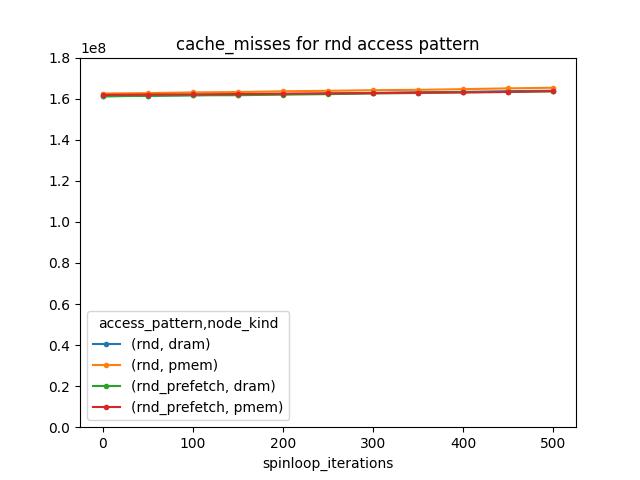 cache_misses for rnd access pattern
1e8
1.8
1.6
1.4
1.2
1.0
0.8
0.6
0.4
0.2
0.0
access_pattern,node_kind
(rnd, dram)
(rnd, pmem)
(rnd_prefetch, dram)
(rnd_prefetch, pmem)
0 100 200 300 400 500
spinloop_iterations